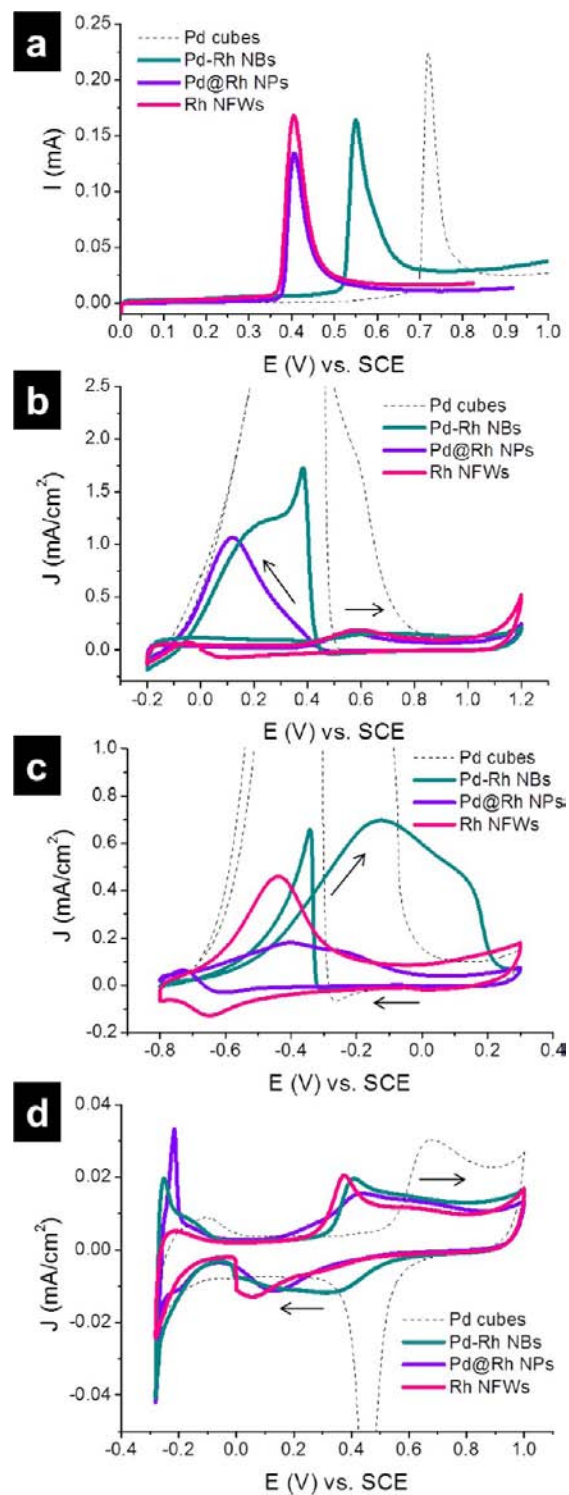 a
Pd cubes
Pd-Rh NBs
Pd@Rh NPs
Rh NFWs
I (mA)
0.25
0.20
0.15
0.10
0.05
0.00
0.0 0.1 0.2 0.3 0.4 0.5 0.6 0.7 0.8 0.9 1.0
E (V) vs. SCE
b
Pd cubes
Pd-Rh NBs
Pd@Rh NPs
Rh NFWs
J (mA/cm²)
2.5
2.0
1.5
1.0
0.5
0.0
-0.2 0.0 0.2 0.4 0.6 0.8 1.0 1.2
E (V) vs. SCE
c
Pd cubes
Pd-Rh NBs
Pd@Rh NPs
Rh NFWs
J (mA/cm²)
1.0
0.8
0.6
0.4
0.2
0.0
-0.2
-0.8 -0.6 -0.4 -0.2 0.0 0.2 0.4
E (V) vs. SCE
d
J (mA/cm²)
0.04
0.02
0.00
-0.02
-0.04
Pd cubes
Pd-Rh NBs
Pd@Rh NPs
Rh NFWs
-0.4 -0.2 0.0 0.2 0.4 0.6 0.8 1.0
E (V) vs. SCE